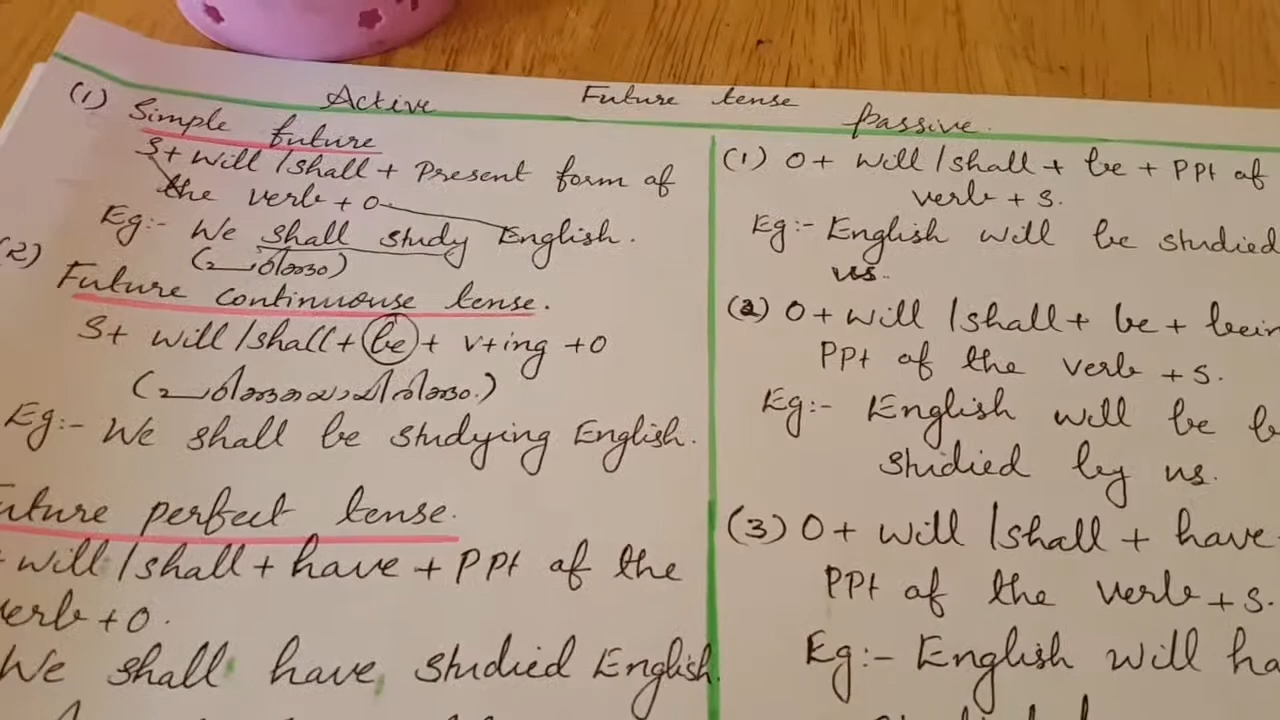 Future tense
Active
Passive.
(1) Simple future
S+ will /shall + Present form of
the verb + O
Eg:- We shall study English.
(2)
Future continuouse tense.
S+ will /shall + be + v+ing +O
Eg:- We shall be studying English.
perfect tense.
will /shall + have + PPt of the
verb +O.
We shall have studied English.
(1) O+ will /shall + be + PPt of
verb + S.
Eg:- English will be studied
us.
(2) O+ will /shall + be +
PPt of the verb +S.
Eg:- English will be
studied by us.
(3) O+ will /shall + have
PPt of the verb +S.
Eg:- English will